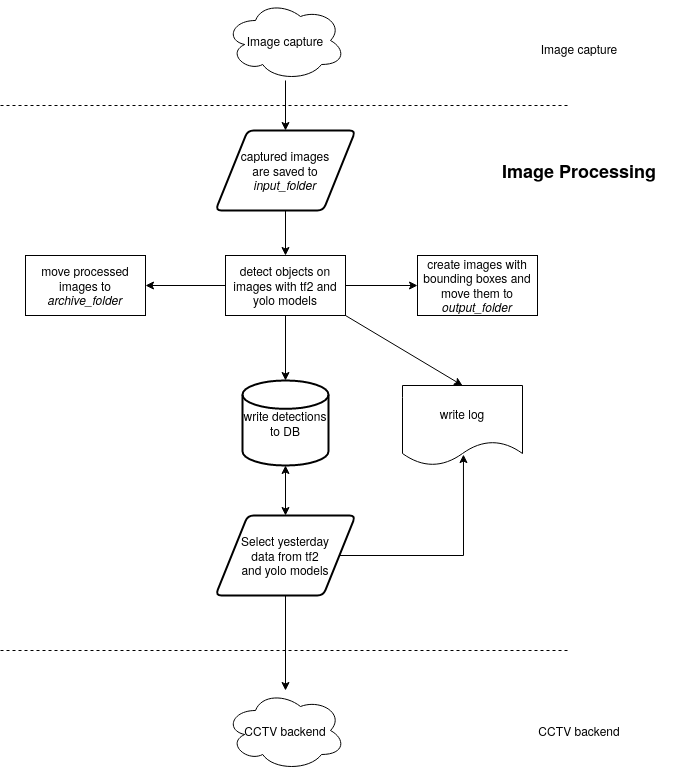 Image capture
Image capture
captured images
are saved to
input_folder
Image Processing
move processed
images to
archive_folder
detect objects on
images with tf2 and
yolo models
create images with
bounding boxes and
move them to
output_folder
write detections
to DB
write log
Select yesterday
data from tf2
and yolo models
CCTV backend
CCTV backend